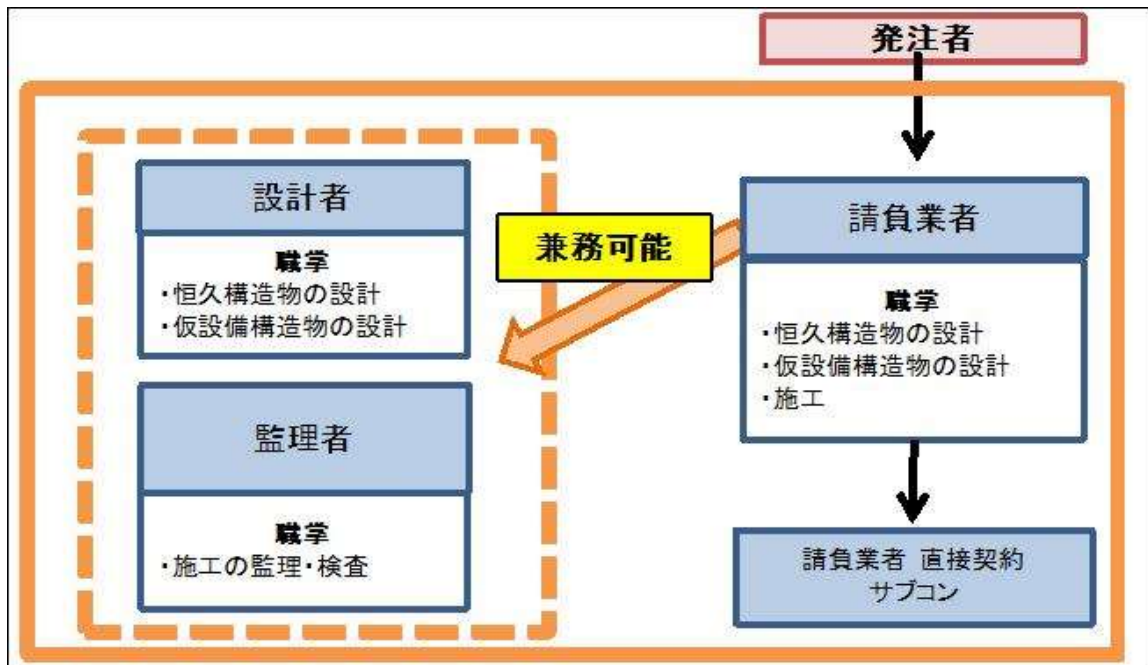 発注者
設計者
職学
・恒久構造物の設計
・仮設備構造物の設計
兼務可能
請負業者
職学
・恒久構造物の設計
・仮設備構造物の設計
・施工
監理者
職学
・施工の監理・検査
請負業者 直接契約
サブコン